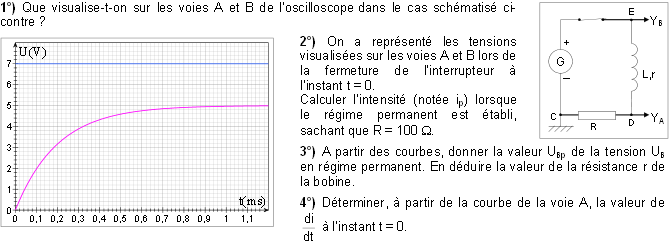 1°) Que visualise-t-on sur les voies A et B de l'oscilloscope dans le cas schématisé ci-
contre ?
U(V)
7
6
5
4
3
2
1
0
t(ms)
0 0,1 0,2 0,3 0,4 0,5 0,6 0,7 0,8 0,9 1 1,1
2°) On a représenté les tensions
visualisées sur les voies A et B lors de
la fermeture de l'interrupteur à
l'instant t = 0.
Calculer l'intensité (notée ip) lorsque
le régime permanent est établi,
sachant que R = 100 Ω.
3°) A partir des courbes, donner la valeur UBp de la tension UB
en régime permanent. En déduire la valeur de la résistance r de
la bobine.
4°) Déterminer, à partir de la courbe de la voie A, la valeur de
di
dt
à l'instant t = 0.
E
YB
+
G
L,r
–
C
R
D
YA